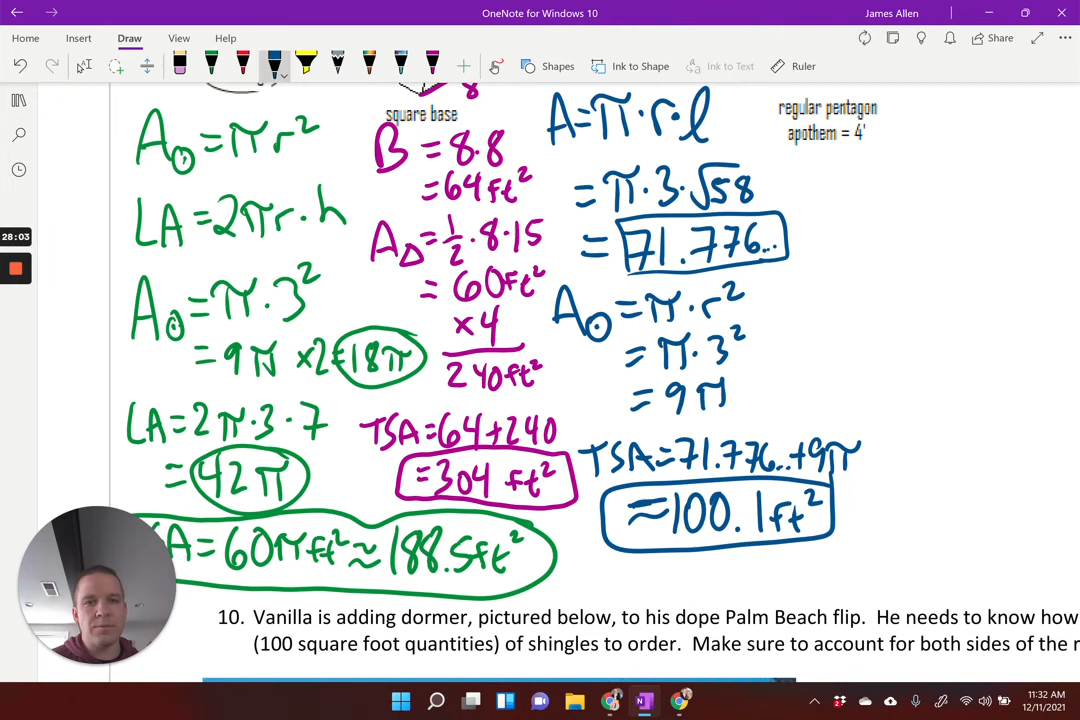 OneNote for Windows 10
James Allen
Home Insert Draw View Help
Share
Shapes
Ink to Shape
Ink to Text
Ruler
28:03
square base
8
regular pentagon
apothem = 4'
A⊙ = πr²
LA = 2πr·h
A⊙ = π·3²
= 9π ×2 = 18π
LA = 2π·3·7
= 42π
A = 60π ft² ≈ 188.5 ft²
B = 8·8
= 64 ft²
A△ = ½·8·15
= 60 ft²
×4
240 ft²
TSA = 64 + 240
= 304 ft²
A = π·r·l
= π·3·√58
= 71.776...
A⊙ = π·r²
= π·3²
= 9π
TSA = 71.776.. + 9π
≈ 100.1 ft²
10. Vanilla is adding dormer, pictured below, to his dope Palm Beach flip. He needs to know how
(100 square foot quantities) of shingles to order. Make sure to account for both sides of the r
11:32 AM
12/11/2021